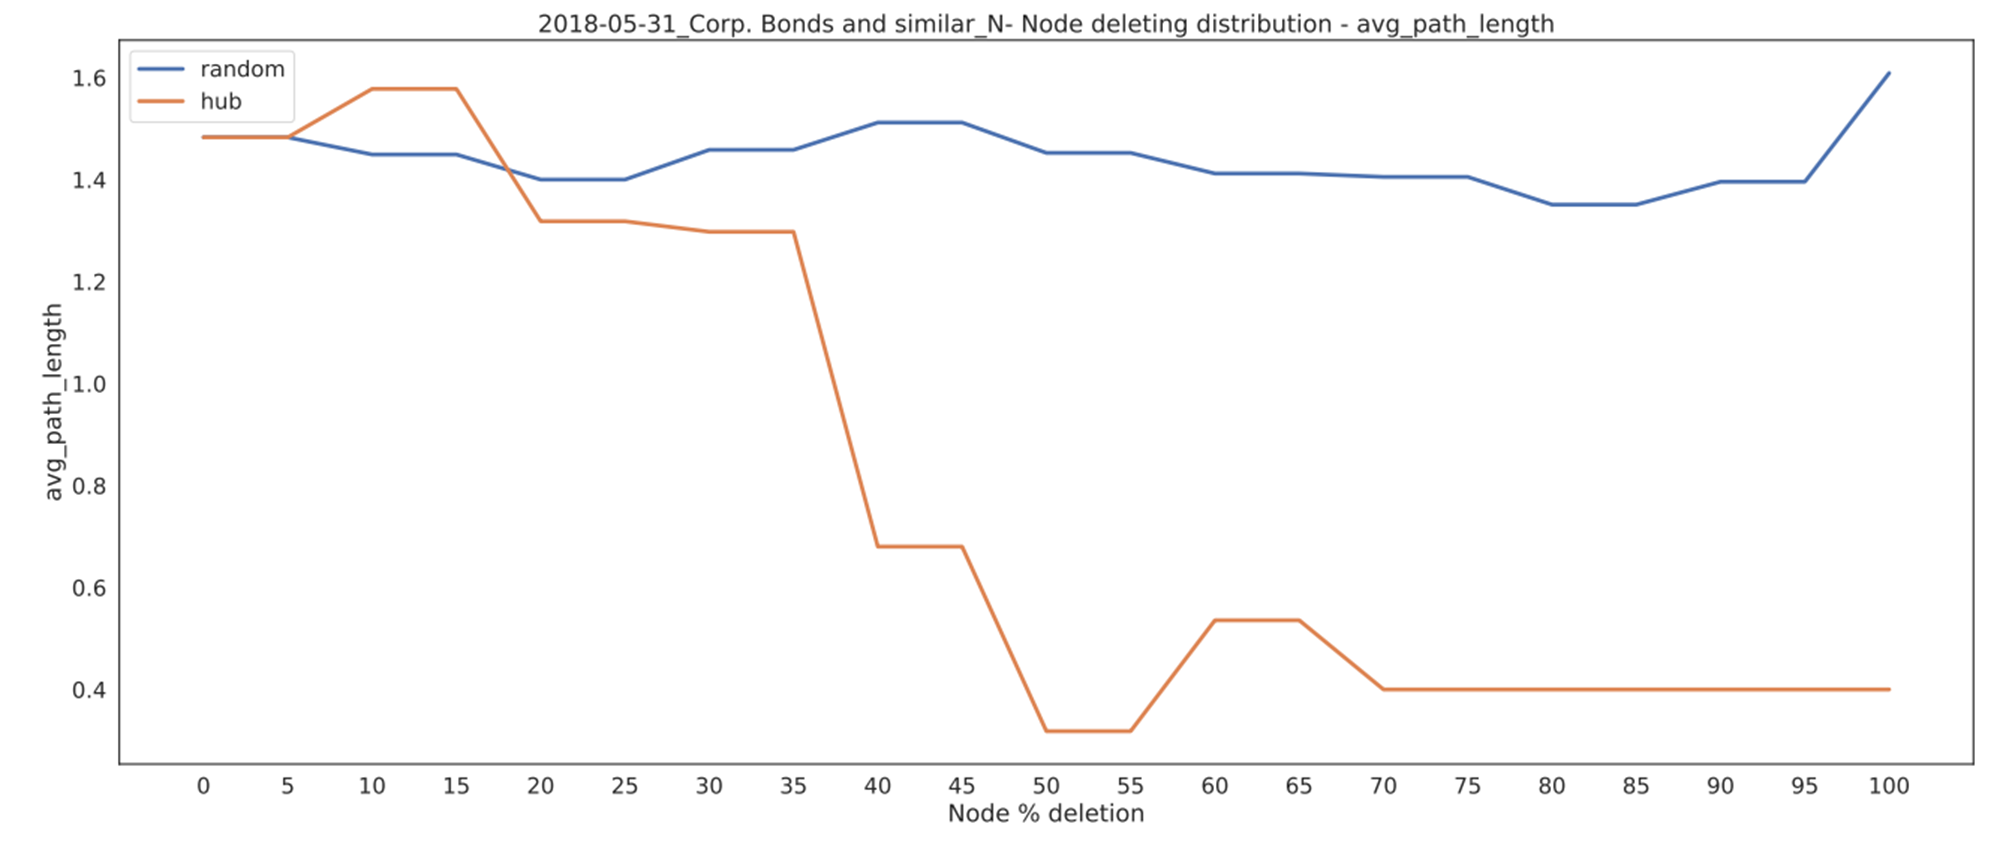 2018-05-31_Corp. Bonds and similar_N- Node deleting distribution - avg_path_length
random
hub
1.6
1.4
1.2
1.0
0.8
0.6
0.4
avg_path_length
0 5 10 15 20 25 30 35 40 45 50 55 60 65 70 75 80 85 90 95 100
Node % deletion